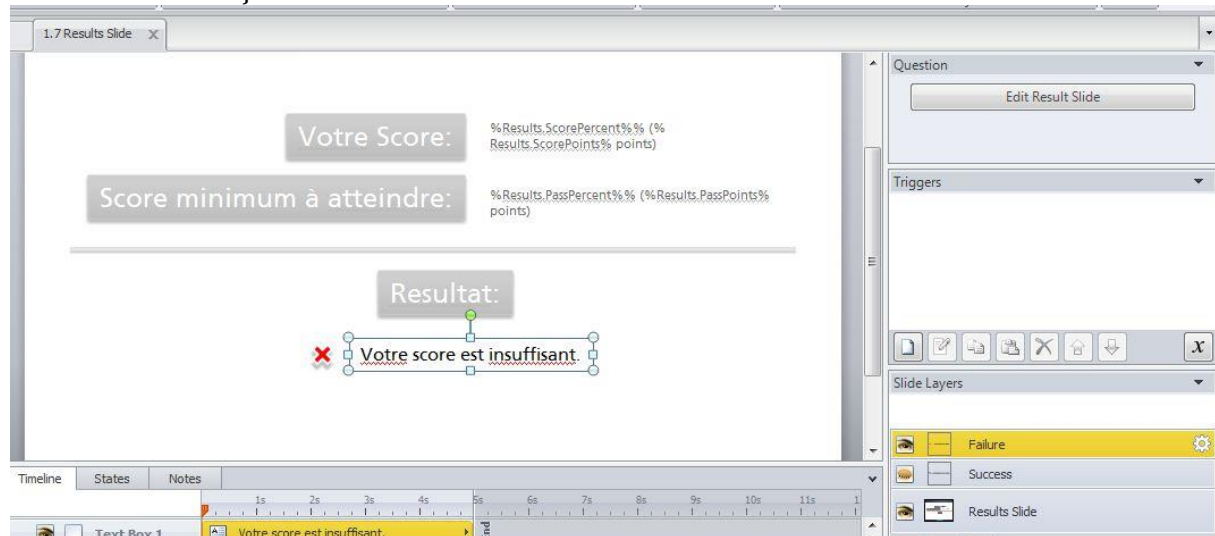 1.7 Results Slide X
Question
Edit Result Slide
Votre Score:
%Results.ScorePercent%% (%
Results.ScorePoints% points)
Triggers
Score minimum à atteindre:
%Results.PassPercent%% (%Results.PassPoints%
points)
Resultat:
Votre score est insuffisant.
x
Slide Layers
Failure
Success
Results Slide
Timeline States Notes
1s 2s 3s 4s 5s 6s 7s 8s 9s 10s 11s 1
Text Box 1
A Votre score est insuffisant.